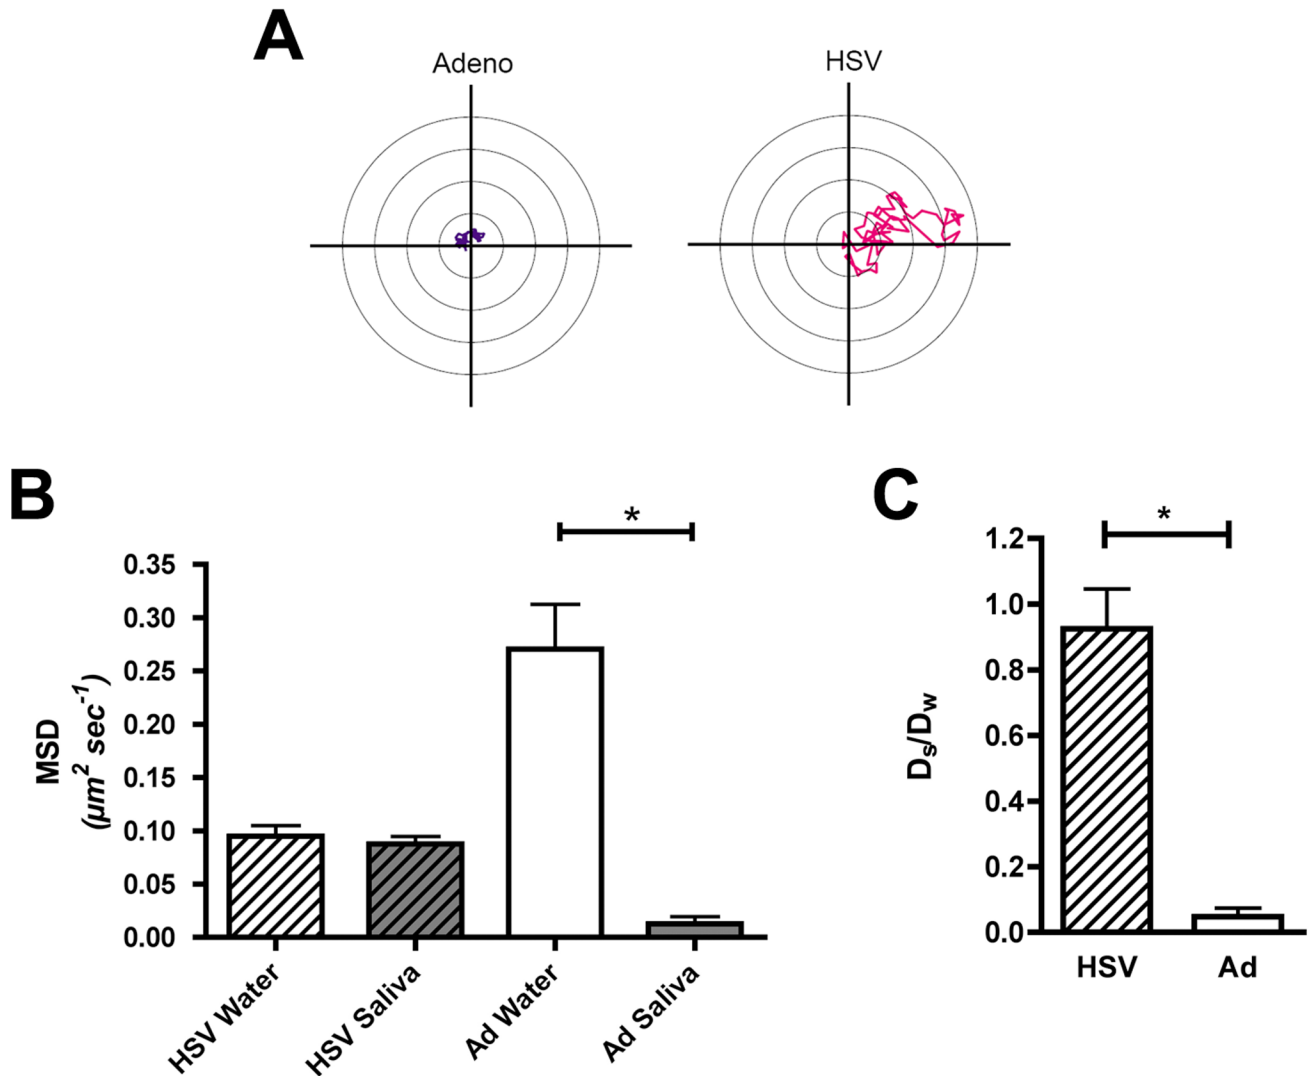 A
Adeno
HSV
B
*
0.35
0.30
0.25
0.20
0.15
0.10
0.05
0.00
MSD
(μm² sec⁻¹)
HSV Water
HSV Saliva
Ad Water
Ad Saliva
C
*
1.2
1.0
0.8
0.6
0.4
0.2
0.0
Ds/Dw
HSV
Ad